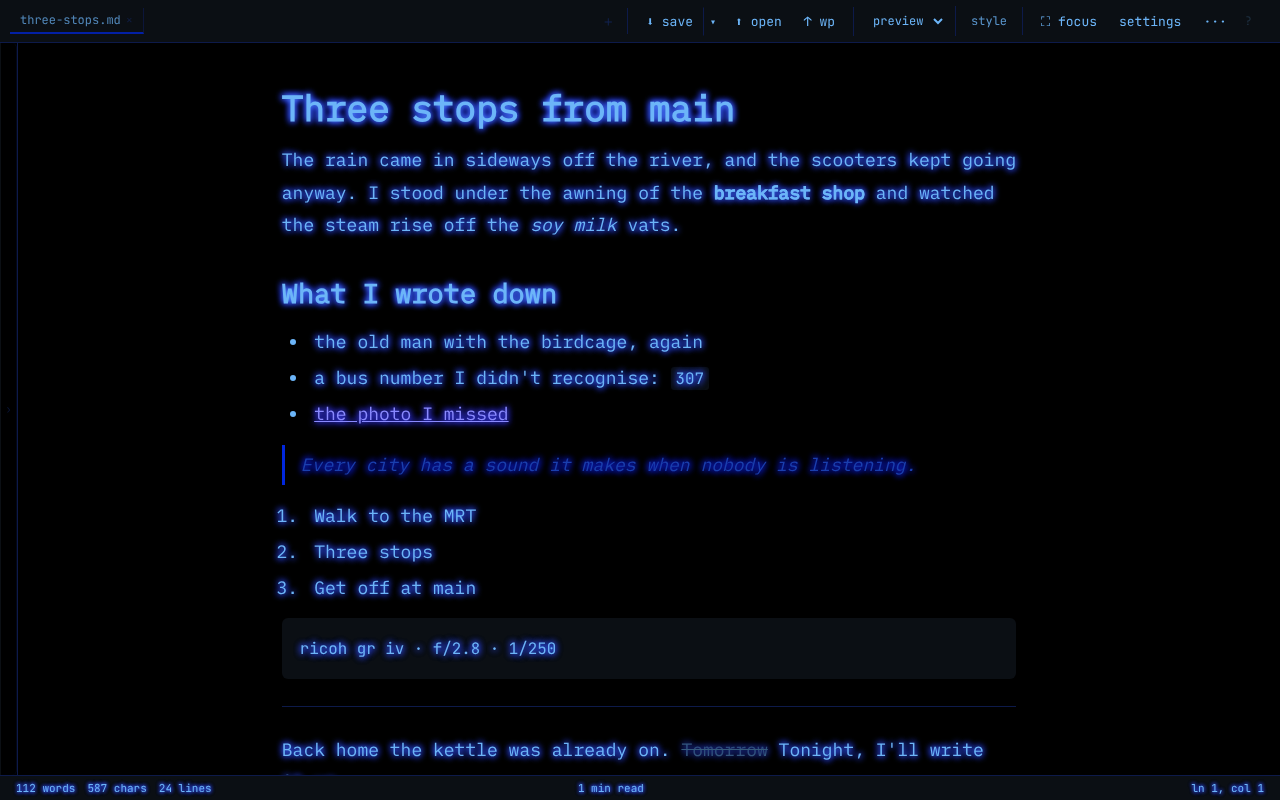 three-stops.md ×
+ ⬇ save ▾ ⬆ open ↑ wp preview style ⛶ focus settings ··· ?
Three stops from main
The rain came in sideways off the river, and the scooters kept going
anyway. I stood under the awning of the breakfast shop and watched
the steam rise off the soy milk vats.
What I wrote down
• the old man with the birdcage, again
• a bus number I didn't recognise: 307
• the photo I missed
Every city has a sound it makes when nobody is listening.
1. Walk to the MRT
2. Three stops
3. Get off at main
ricoh gr iv · f/2.8 · 1/250
Back home the kettle was already on. Tomorrow Tonight, I'll write
112 words 587 chars 24 lines 1 min read ln 1, col 1